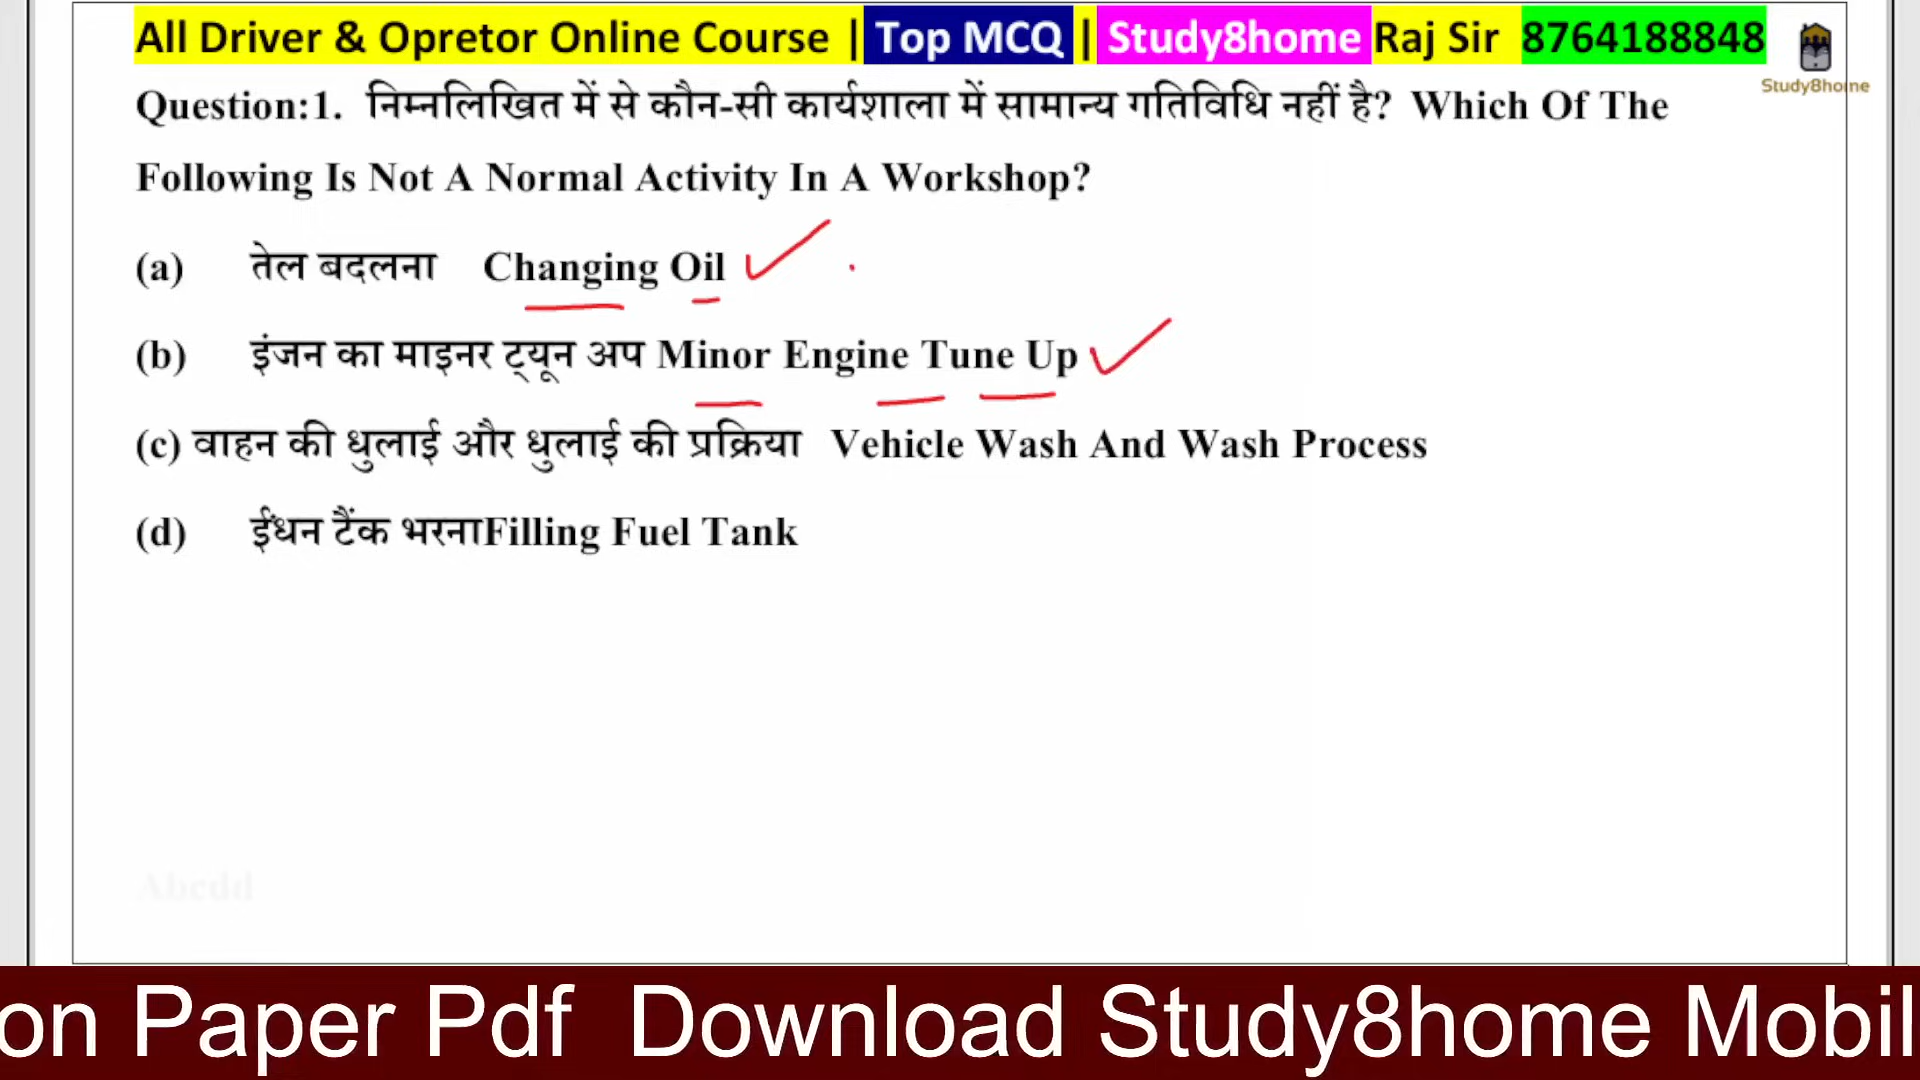 All Driver & Opretor Online Course | Top MCQ | Study8home Raj Sir 8764188848
Study8home
Question:1. निम्नलिखित में से कौन-सी कार्यशाला में सामान्य गतिविधि नहीं है? Which Of The
Following Is Not A Normal Activity In A Workshop?
(a) तेल बदलना Changing Oil
(b) इंजन का माइनर ट्यून अप Minor Engine Tune Up
(c) वाहन की धुलाई और धुलाई की प्रक्रिया Vehicle Wash And Wash Process
(d) ईंधन टैंक भरनाFilling Fuel Tank
Abcdd
on Paper Pdf Download Study8home Mobil